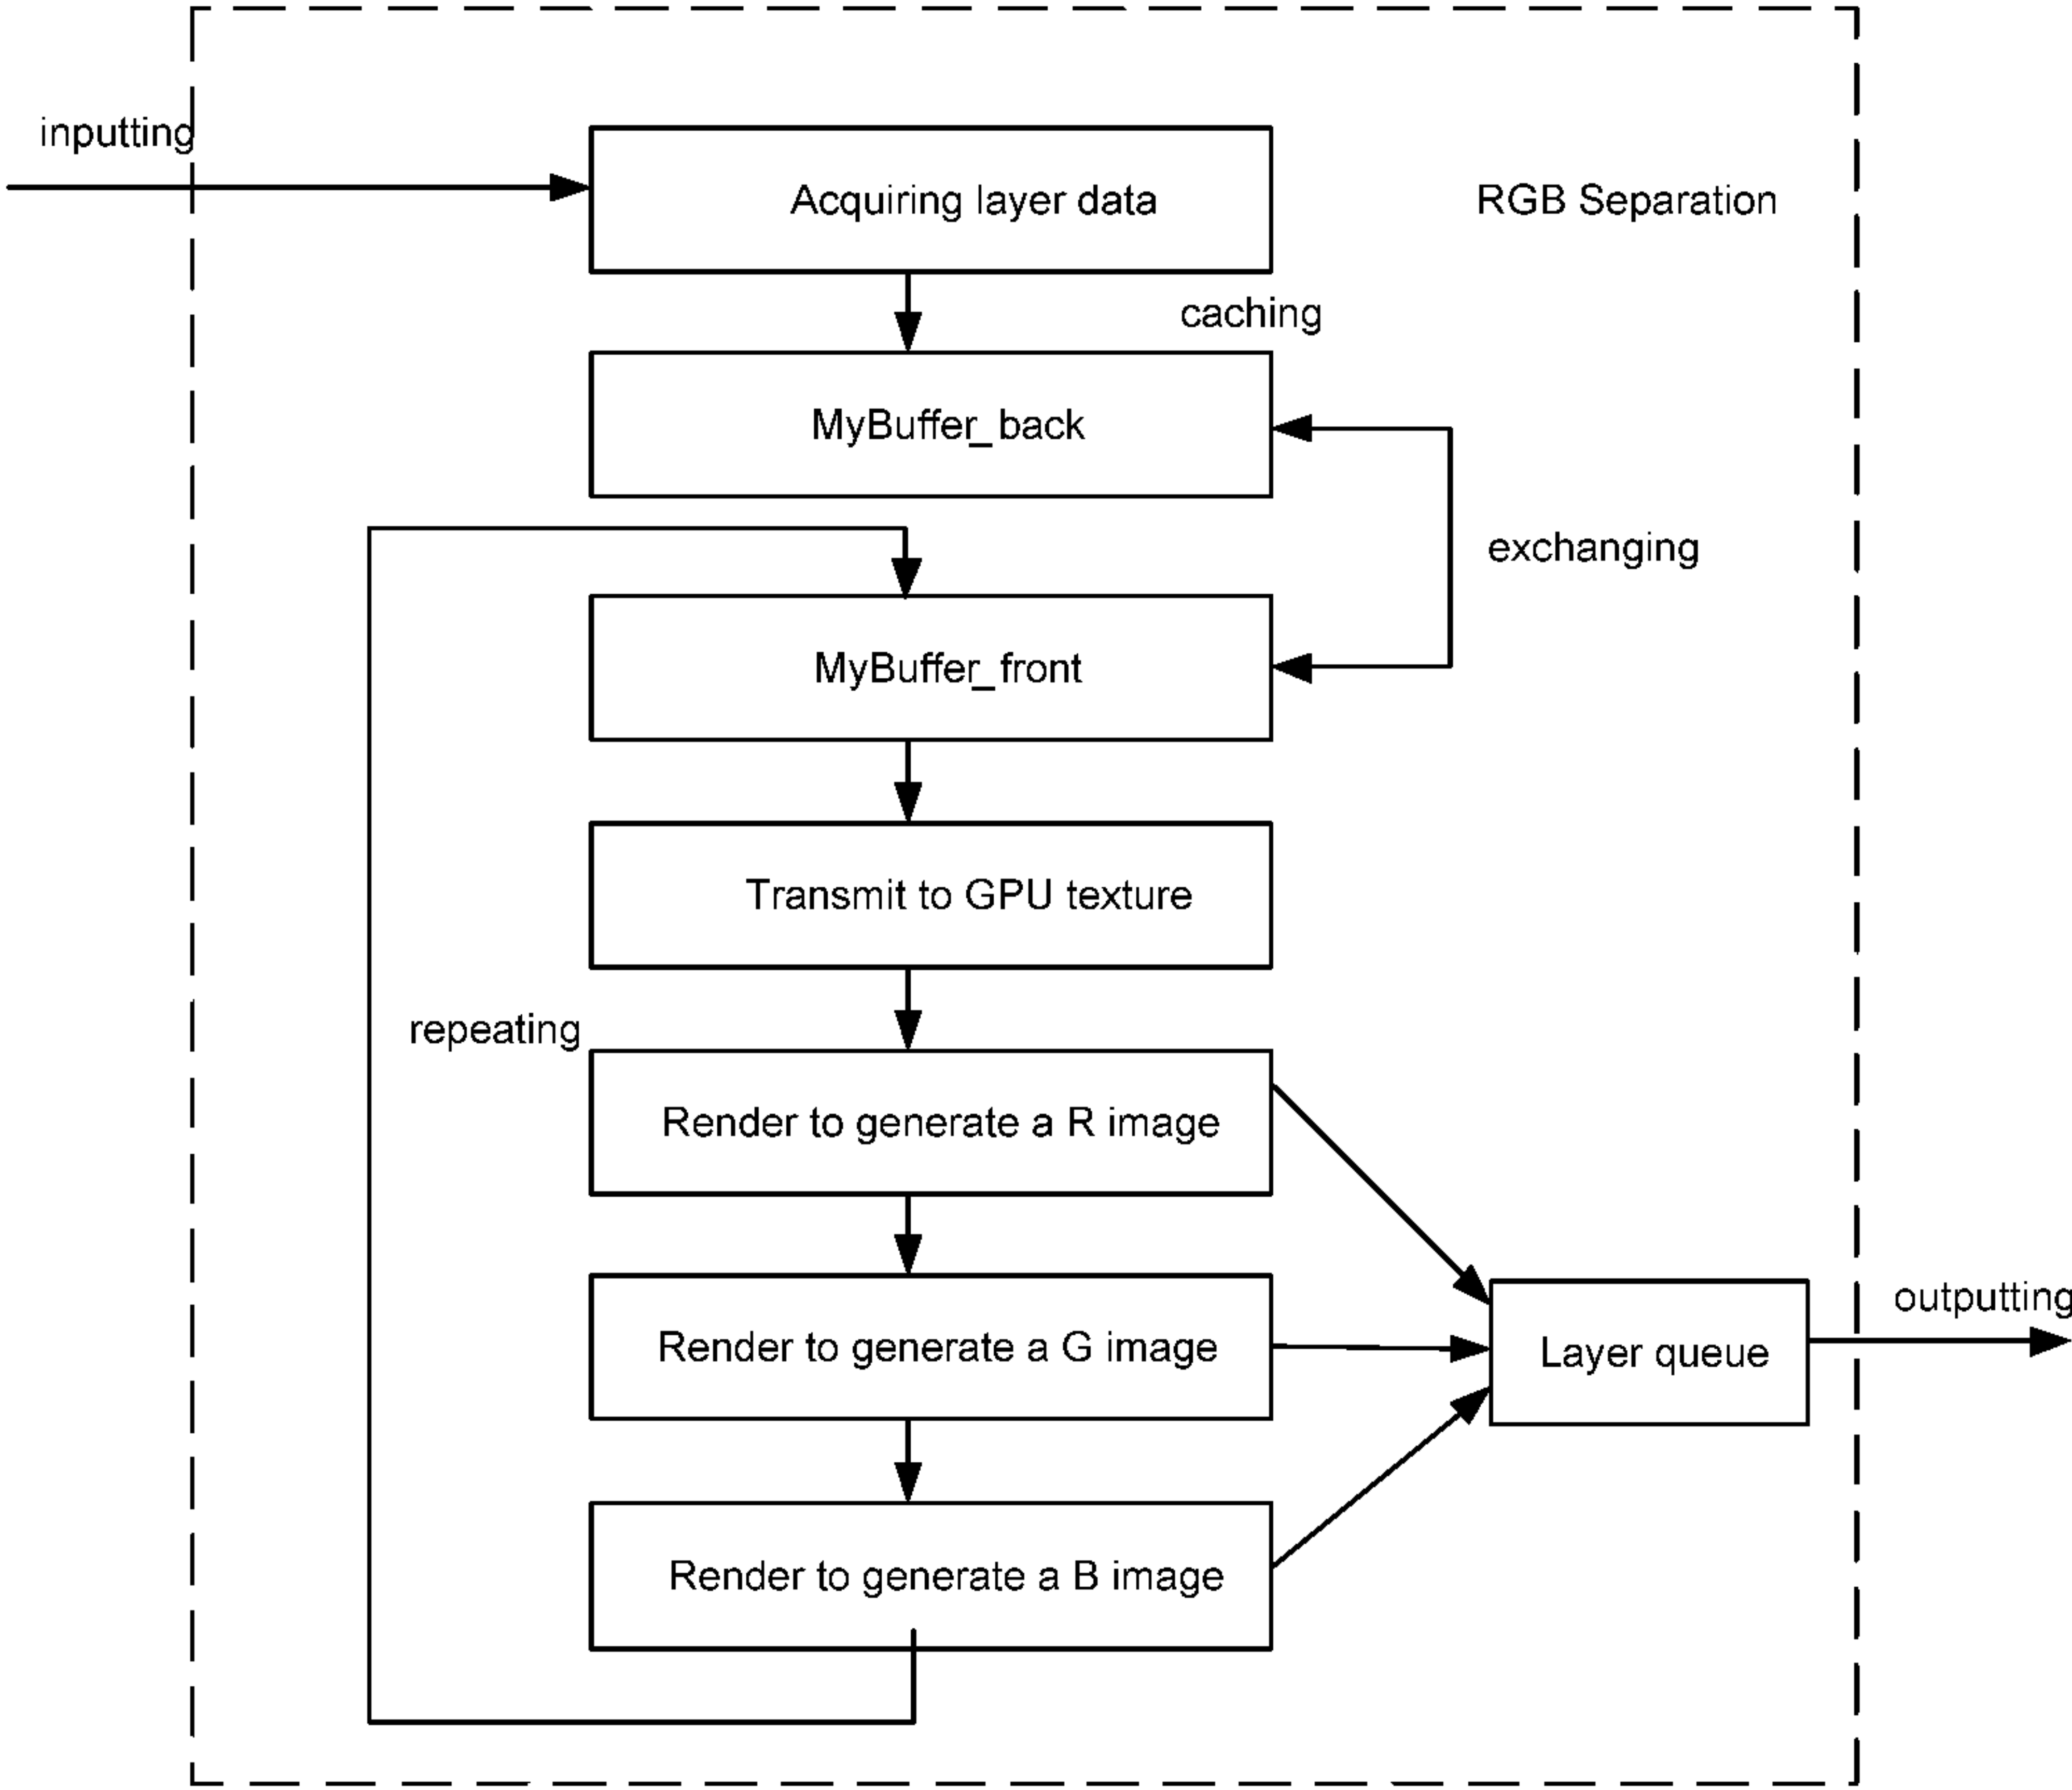 inputting
Acquiring layer data
RGB Separation
caching
MyBuffer_back
exchanging
MyBuffer_front
Transmit to GPU texture
repeating
Render to generate a R image
Render to generate a G image
outputting
Layer queue
Render to generate a B image